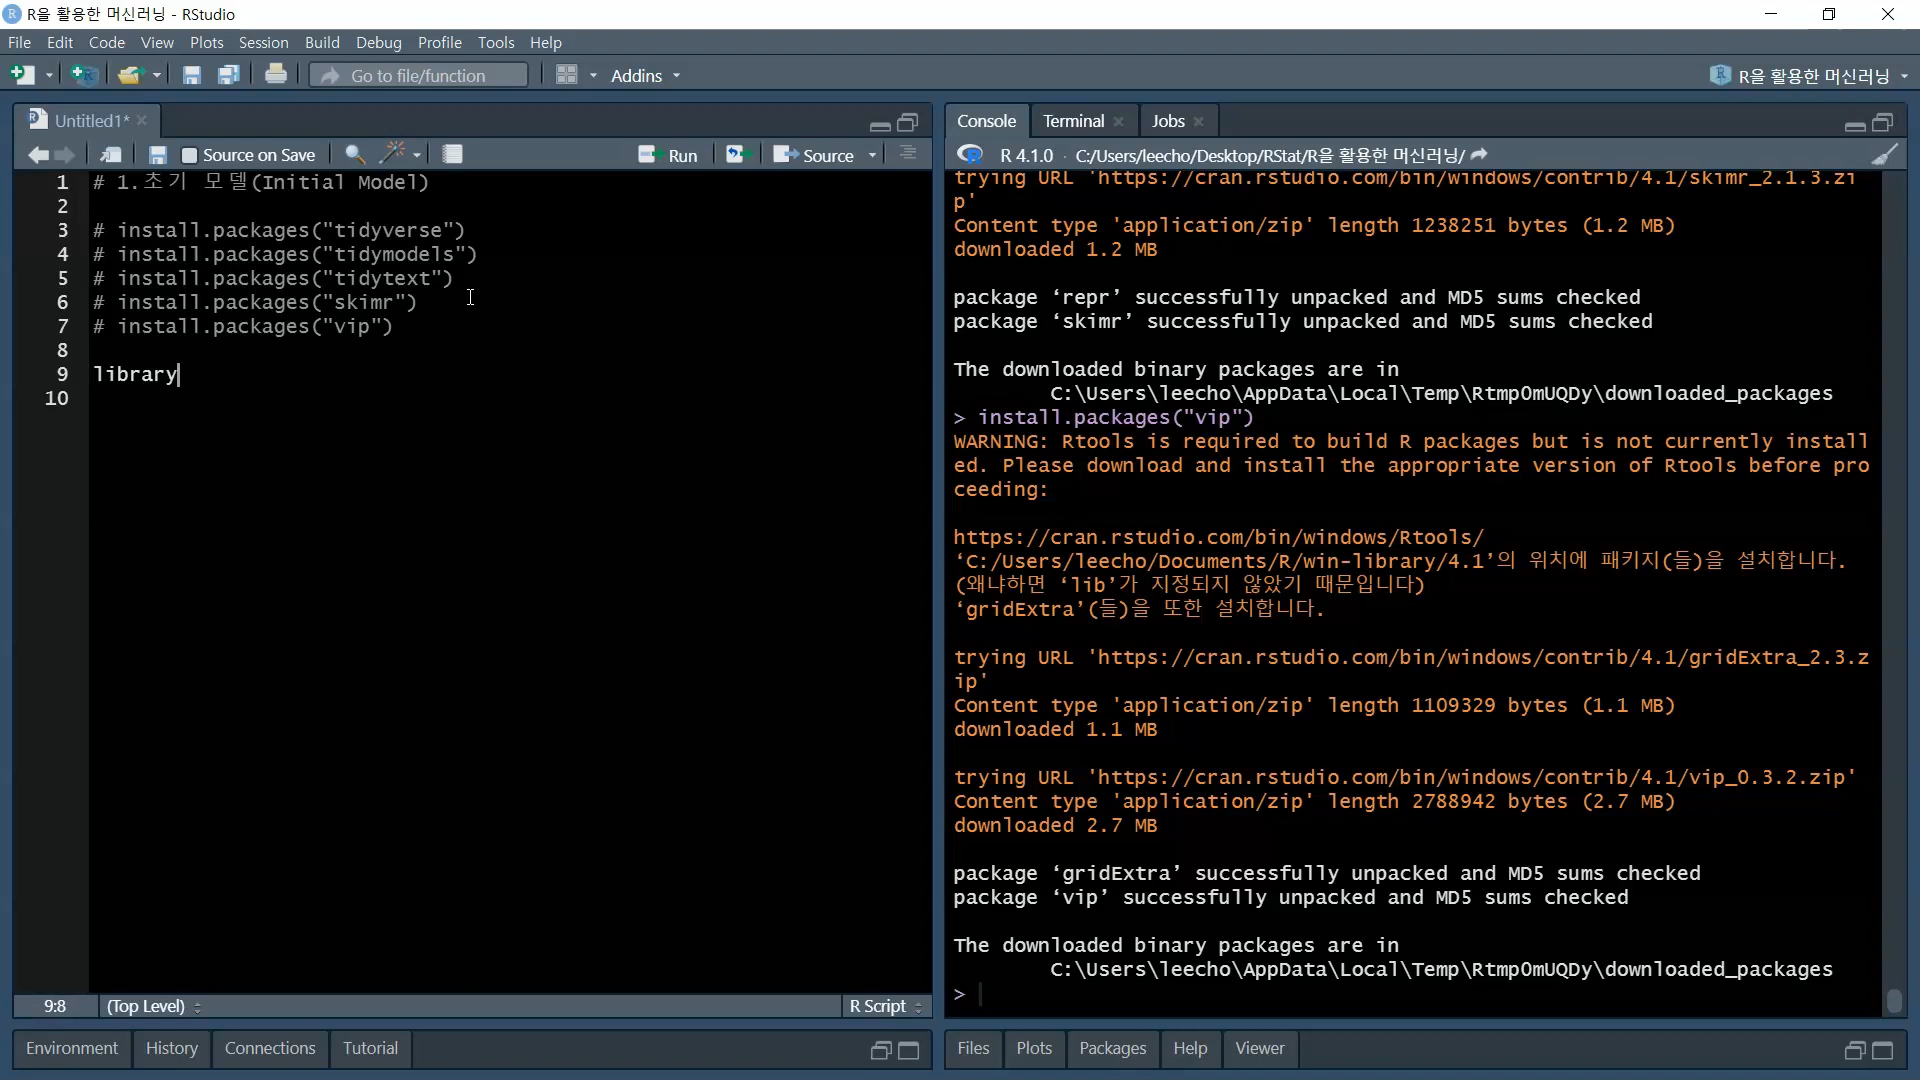 R을 활용한 머신러닝 - RStudio
File Edit Code View Plots Session Build Debug Profile Tools Help
Go to file/function Addins R을 활용한 머신러닝
Untitled1*
Source on Save Run Source
1 # 1.초기 모델(Initial Model)
2
3 # install.packages("tidyverse")
4 # install.packages("tidymodels")
5 # install.packages("tidytext")
6 # install.packages("skimr")
7 # install.packages("vip")
8
9 library
10
9:8 (Top Level) R Script
Environment History Connections Tutorial
Console Terminal Jobs
R 4.1.0 · C:/Users/leecho/Desktop/RStat/R을 활용한 머신러닝/
trying URL 'https://cran.rstudio.com/bin/windows/contrib/4.1/skimr_2.1.3.zi
p'
Content type 'application/zip' length 1238251 bytes (1.2 MB)
downloaded 1.2 MB
package ‘repr’ successfully unpacked and MD5 sums checked
package ‘skimr’ successfully unpacked and MD5 sums checked
The downloaded binary packages are in
C:\Users\leecho\AppData\Local\Temp\Rtmp0mUQDy\downloaded_packages
> install.packages("vip")
WARNING: Rtools is required to build R packages but is not currently install
ed. Please download and install the appropriate version of Rtools before pro
ceeding:
https://cran.rstudio.com/bin/windows/Rtools/
‘C:/Users/leecho/Documents/R/win-library/4.1’의 위치에 패키지(들)을 설치합니다.
(왜냐하면 ‘lib’가 지정되지 않았기 때문입니다)
‘gridExtra’(들)을 또한 설치합니다.
trying URL 'https://cran.rstudio.com/bin/windows/contrib/4.1/gridExtra_2.3.z
ip'
Content type 'application/zip' length 1109329 bytes (1.1 MB)
downloaded 1.1 MB
trying URL 'https://cran.rstudio.com/bin/windows/contrib/4.1/vip_0.3.2.zip'
Content type 'application/zip' length 2788942 bytes (2.7 MB)
downloaded 2.7 MB
package ‘gridExtra’ successfully unpacked and MD5 sums checked
package ‘vip’ successfully unpacked and MD5 sums checked
The downloaded binary packages are in
C:\Users\leecho\AppData\Local\Temp\Rtmp0mUQDy\downloaded_packages
>
Files Plots Packages Help Viewer